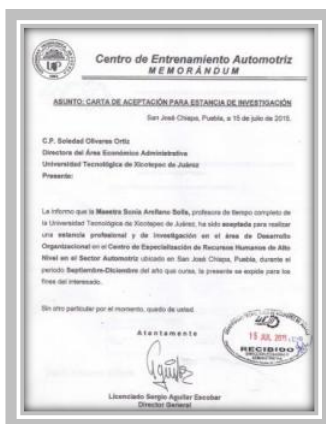 Centro de Entrenamiento Automotriz
MEMORÁNDUM
ASUNTO: CARTA DE ACEPTACIÓN PARA ESTANCIA DE INVESTIGACIÓN
San José Chiapa, Puebla, a 15 de julio de 2015.
C.P. Soledad Olivares Ortiz
Directora del Área Económico Administrativa
Universidad Tecnológica de Xicotepec de Juárez
Presente:
Le informo que la Maestra Sonia Arellano Solis, profesora de tiempo completo de
la Universidad Tecnológica de Xicotepec de Juárez, ha sido aceptada para realizar
una estancia profesional y de investigación en el área de Desarrollo
Organizacional en el Centro de Especialización de Recursos Humanos de Alto
Nivel en el Sector Automotriz ubicado en San José Chiapa, Puebla, durante el
periodo Septiembre-Diciembre del año que cursa, la presente se expide para los
fines del interesado.
Sin otro particular por el momento, quedo de usted.
Atentamente
15 JUL 2015
RECIBIDO
Licenciado Sergio Aguilar Escobar
Director General